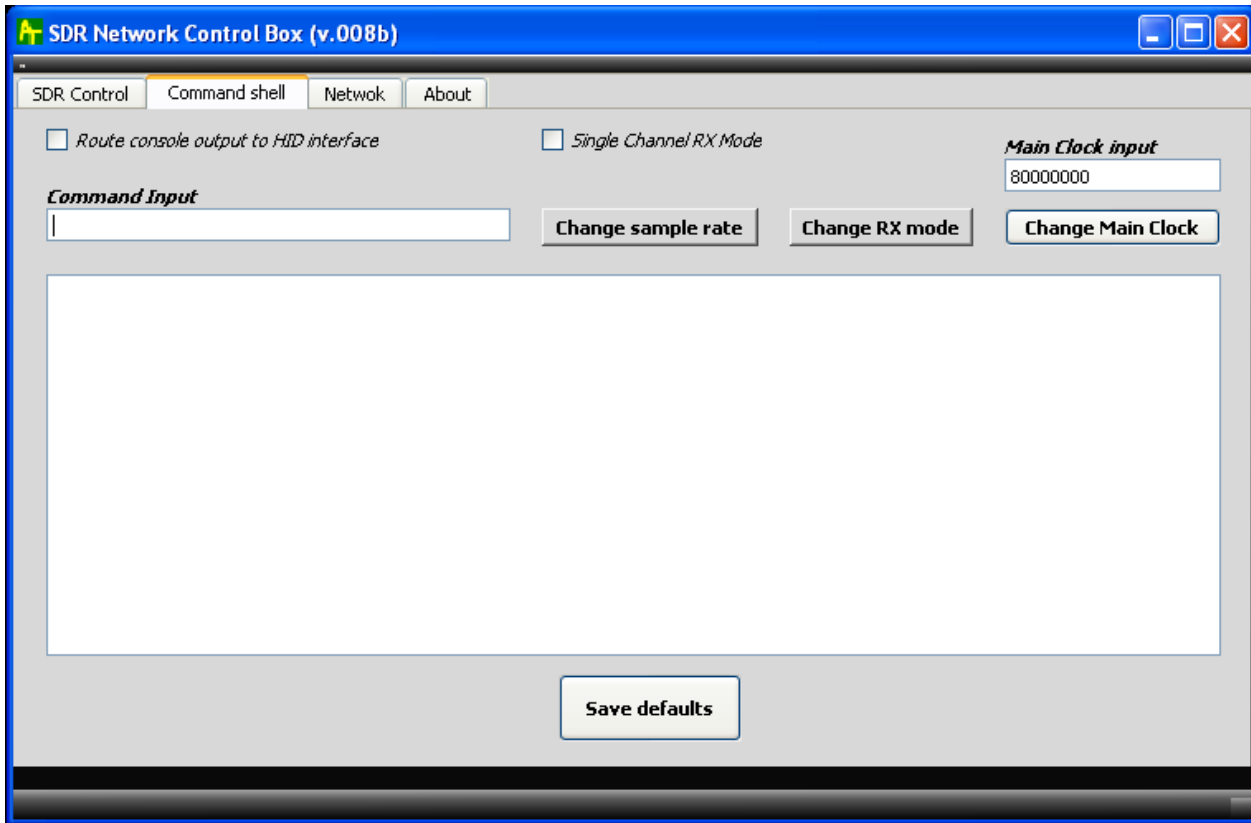 SDR Network Control Box (v.008b)
SDR Control Command shell Netwok About
Route console output to HID interface Single Channel RX Mode
Main Clock input
80000000
Command Input
Change sample rate Change RX mode Change Main Clock
Save defaults